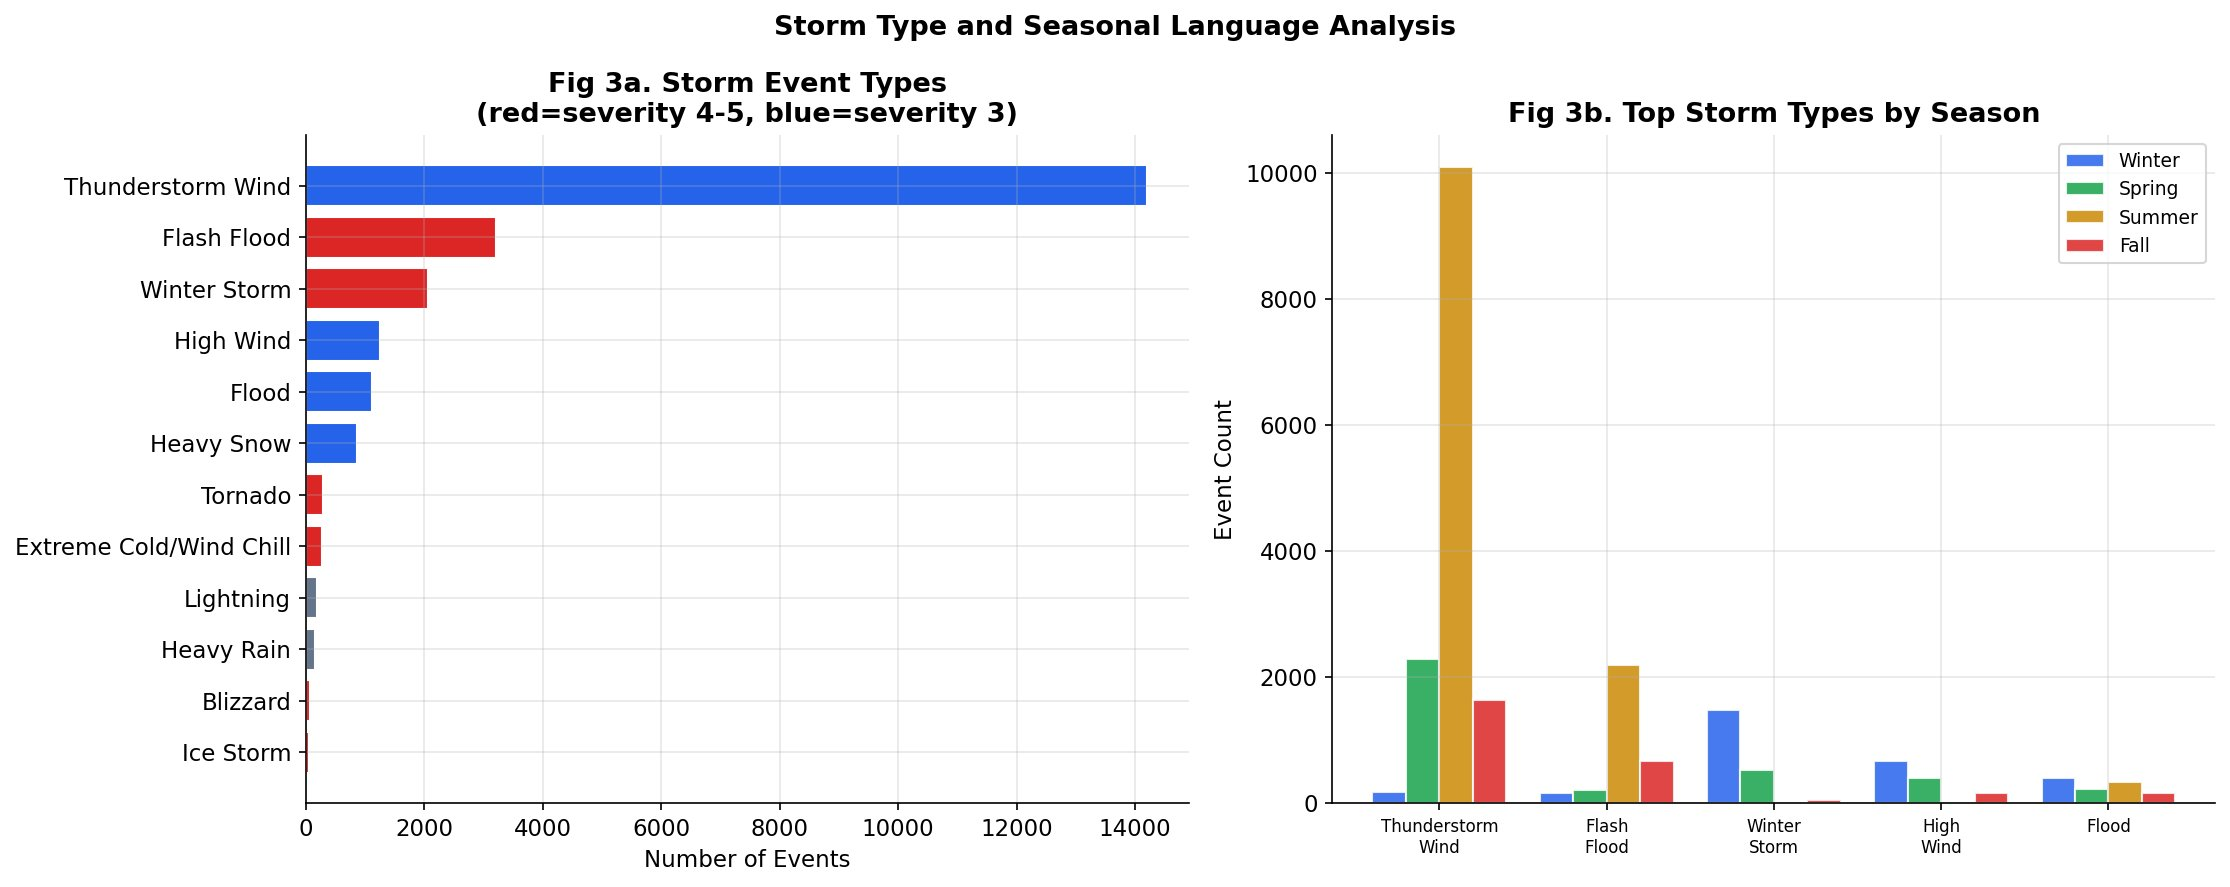 Storm Type and Seasonal Language Analysis
Fig 3a. Storm Event Types
(red=severity 4-5, blue=severity 3)
Thunderstorm Wind
Flash Flood
Winter Storm
High Wind
Flood
Heavy Snow
Tornado
Extreme Cold/Wind Chill
Lightning
Heavy Rain
Blizzard
Ice Storm
0 2000 4000 6000 8000 10000 12000 14000
Number of Events
Fig 3b. Top Storm Types by Season
Event Count
10000
8000
6000
4000
2000
0
Winter
Spring
Summer
Fall
Thunderstorm
Wind
Flash
Flood
Winter
Storm
High
Wind
Flood